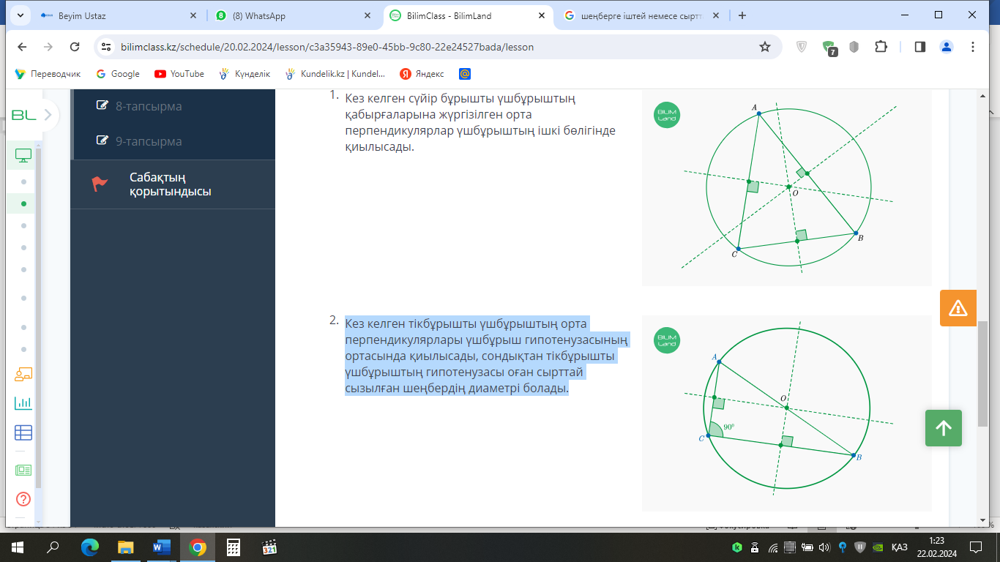 Beyim Ustaz
(8) WhatsApp
BilimClass - BilimLand
шеңберге іштей немесе сыртт
bilimclass.kz/schedule/20.02.2024/lesson/c3a35943-89e0-45bb-9c80-22e24527bada/lesson
7
Переводчик
Google
YouTube
Күнделік
Kundelik.kz | Kundel...
Яндекс
BL
8-тапсырма
9-тапсырма
Сабақтың
қорытындысы
1. Кез келген сүйір бұрышты үшбұрыштың
қабырғаларына жүргізілген орта
перпендикулярлар үшбұрыштың ішкі бөлігінде
қиылысады.
BILIM
Land
A
O
B
C
2. Кез келген тікбұрышты үшбұрыштың орта
перпендикулярлары үшбұрыш гипотенузасының
ортасында қиылысады, сондықтан тікбұрышты
үшбұрыштың гипотенузасы оған сырттай
сызылған шеңбердің диаметрі болады.
BILIM
Land
A
O
90°
C
B
ҚАЗ
1:23
22.02.2024